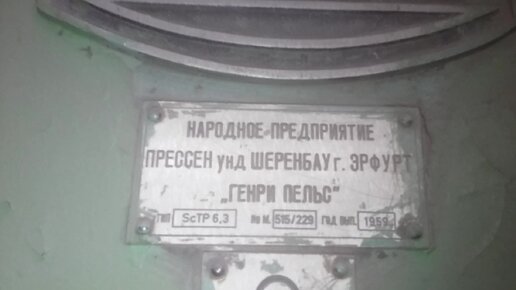 НАРОДНОЕ ПРЕДПРИЯТИЕ
ПРЕССЕН унд ШЕРЕНБАУ г. ЭРФУРТ
„ГЕНРИ ПЕЛЬС"
ТИП ScTP 6,3 № М. 515/229 ГОД ВЫП. 1959